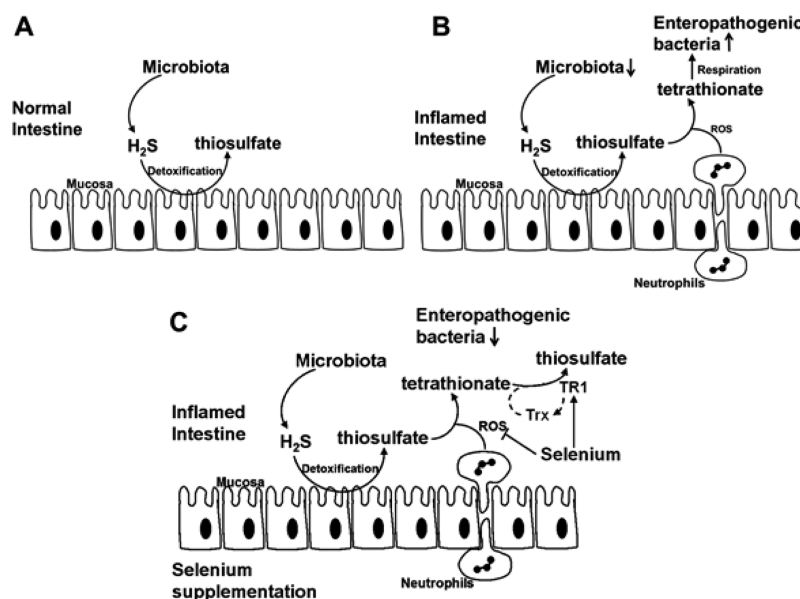 A
Normal
Intestine
Microbiota
H₂S
thiosulfate
Detoxification
Mucosa
B
Inflamed
Intestine
Microbiota↓
H₂S
thiosulfate
Detoxification
Mucosa
Enteropathogenic
bacteria↑
Respiration
tetrathionate
ROS
Neutrophils
C
Inflamed
Intestine
Microbiota
H₂S
thiosulfate
Detoxification
Mucosa
Enteropathogenic
bacteria↓
thiosulfate
tetrathionate
TR1
Trx
ROS
Selenium
Neutrophils
Selenium
supplementation